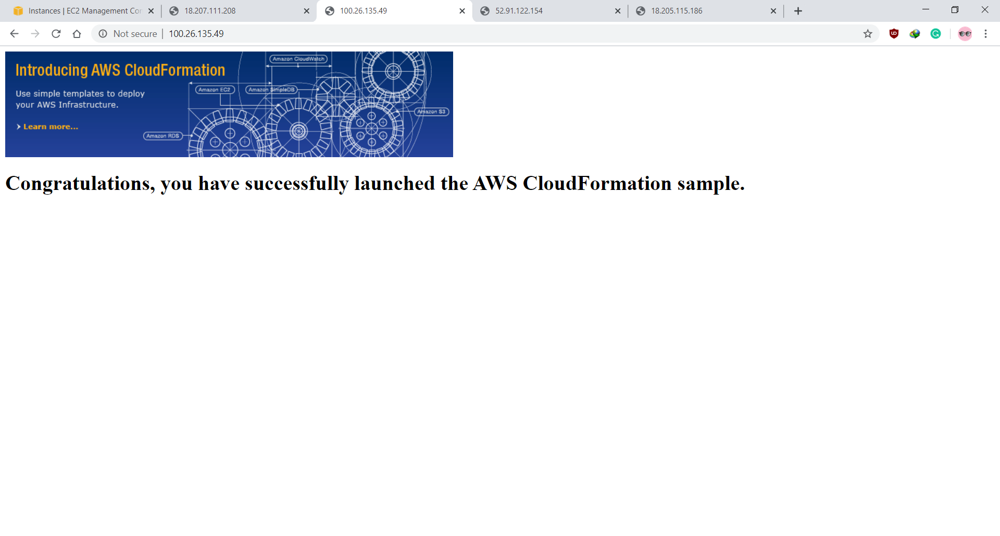 Instances | EC2 Management Con
18.207.111.208
100.26.135.49
52.91.122.154
18.205.115.186
Not secure
100.26.135.49
Introducing AWS CloudFormation
Use simple templates to deploy
your AWS Infrastructure.
Learn more...
Amazon CloudWatch
Amazon EC2
Amazon SimpleDB
Amazon S3
Amazon RDS
Congratulations, you have successfully launched the AWS CloudFormation sample.